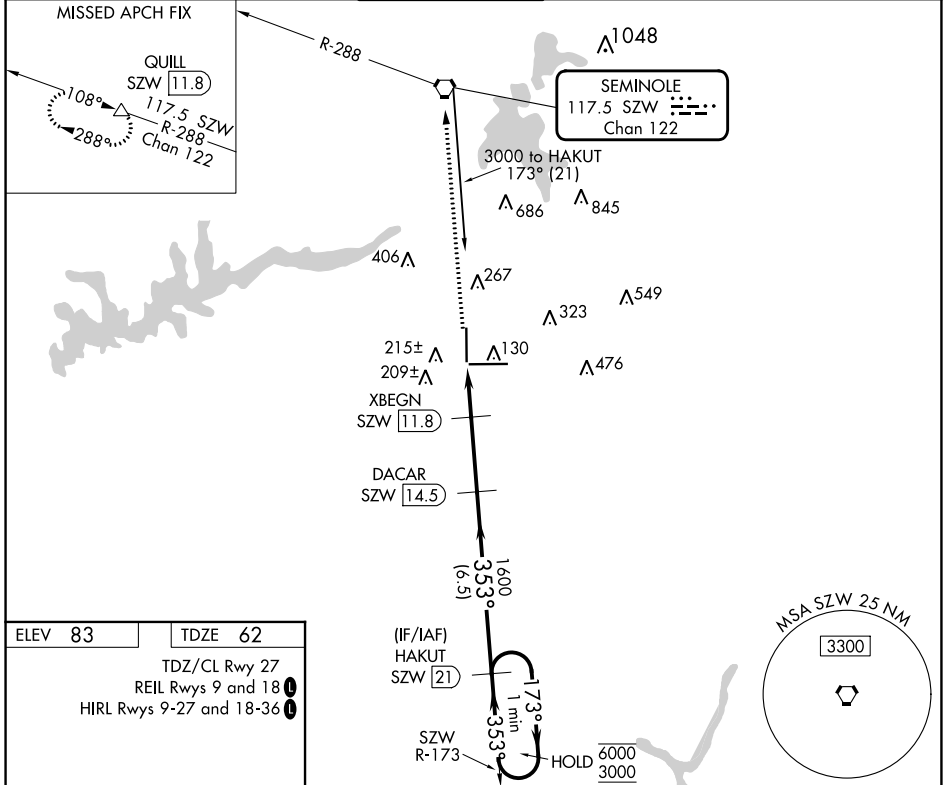 MISSED APCH FIX
QUILL
SZW 11.8
108°
117.5 SZW
R-288
288°
Chan 122
R-288
1048
SEMINOLE
117.5 SZW
Chan 122
3000 to HAKUT
173° (21)
686
845
406
267
549
323
215±
130
209±
476
XBEGN
SZW 11.8
DACAR
SZW 14.5
1600
353°
(6.5)
MSA SZW 25 NM
3300
ELEV 83
TDZE 62
TDZ/CL Rwy 27
REIL Rwys 9 and 18 L
HIRL Rwys 9-27 and 18-36 L
(IF/IAF)
HAKUT
SZW 21
173°
1 min
353°
SZW
R-173
HOLD
6000
3000